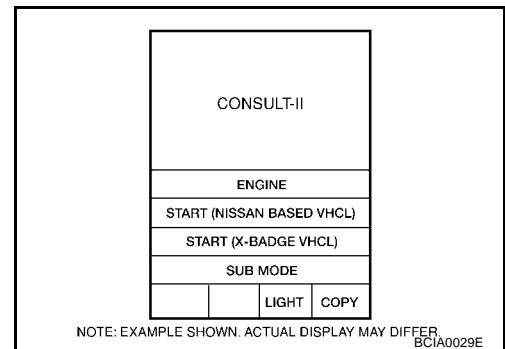 CONSULT-II
ENGINE
START (NISSAN BASED VHCL)
START (X-BADGE VHCL)
SUB MODE
LIGHT COPY
NOTE: EXAMPLE SHOWN. ACTUAL DISPLAY MAY DIFFER.
BCIA0029E